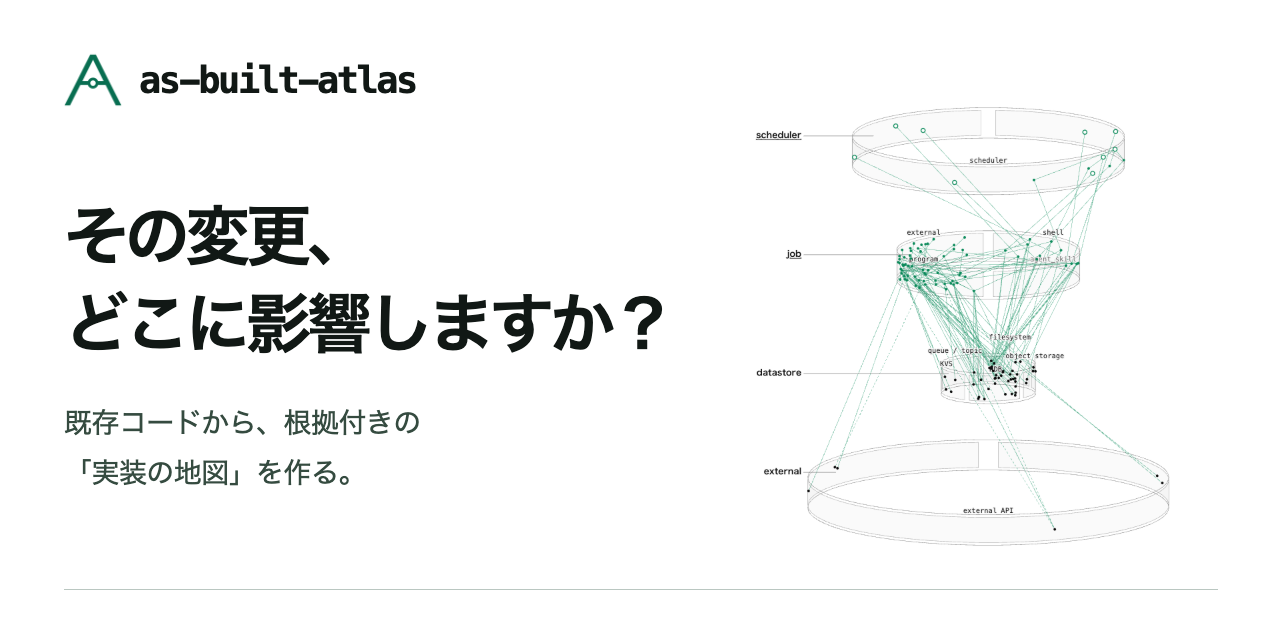 as-built-atlas
その変更、
どこに影響しますか？
既存コードから、根拠付きの
「実装の地図」を作る。
scheduler
scheduler
external
shell
job
program
agent_skill
filesystem
queue / topic
object storage
KVS
DB
datastore
external
external API